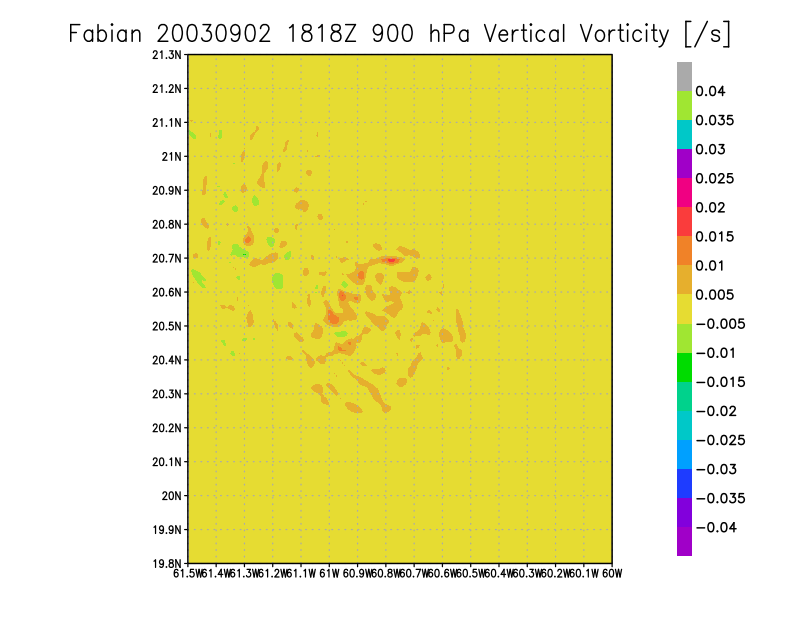 Fabian 20030902 1818Z 900 hPa Vertical Vorticity [/s]
21.3N
21.2N
21.1N
21N
20.9N
20.8N
20.7N
20.6N
20.5N
20.4N
20.3N
20.2N
20.1N
20N
19.9N
19.8N
61.5W 61.4W 61.3W 61.2W 61.1W 61W 60.9W 60.8W 60.7W 60.6W 60.5W 60.4W 60.3W 60.2W 60.1W 60W
0.04
0.035
0.03
0.025
0.02
0.015
0.01
0.005
−0.005
−0.01
−0.015
−0.02
−0.025
−0.03
−0.035
−0.04